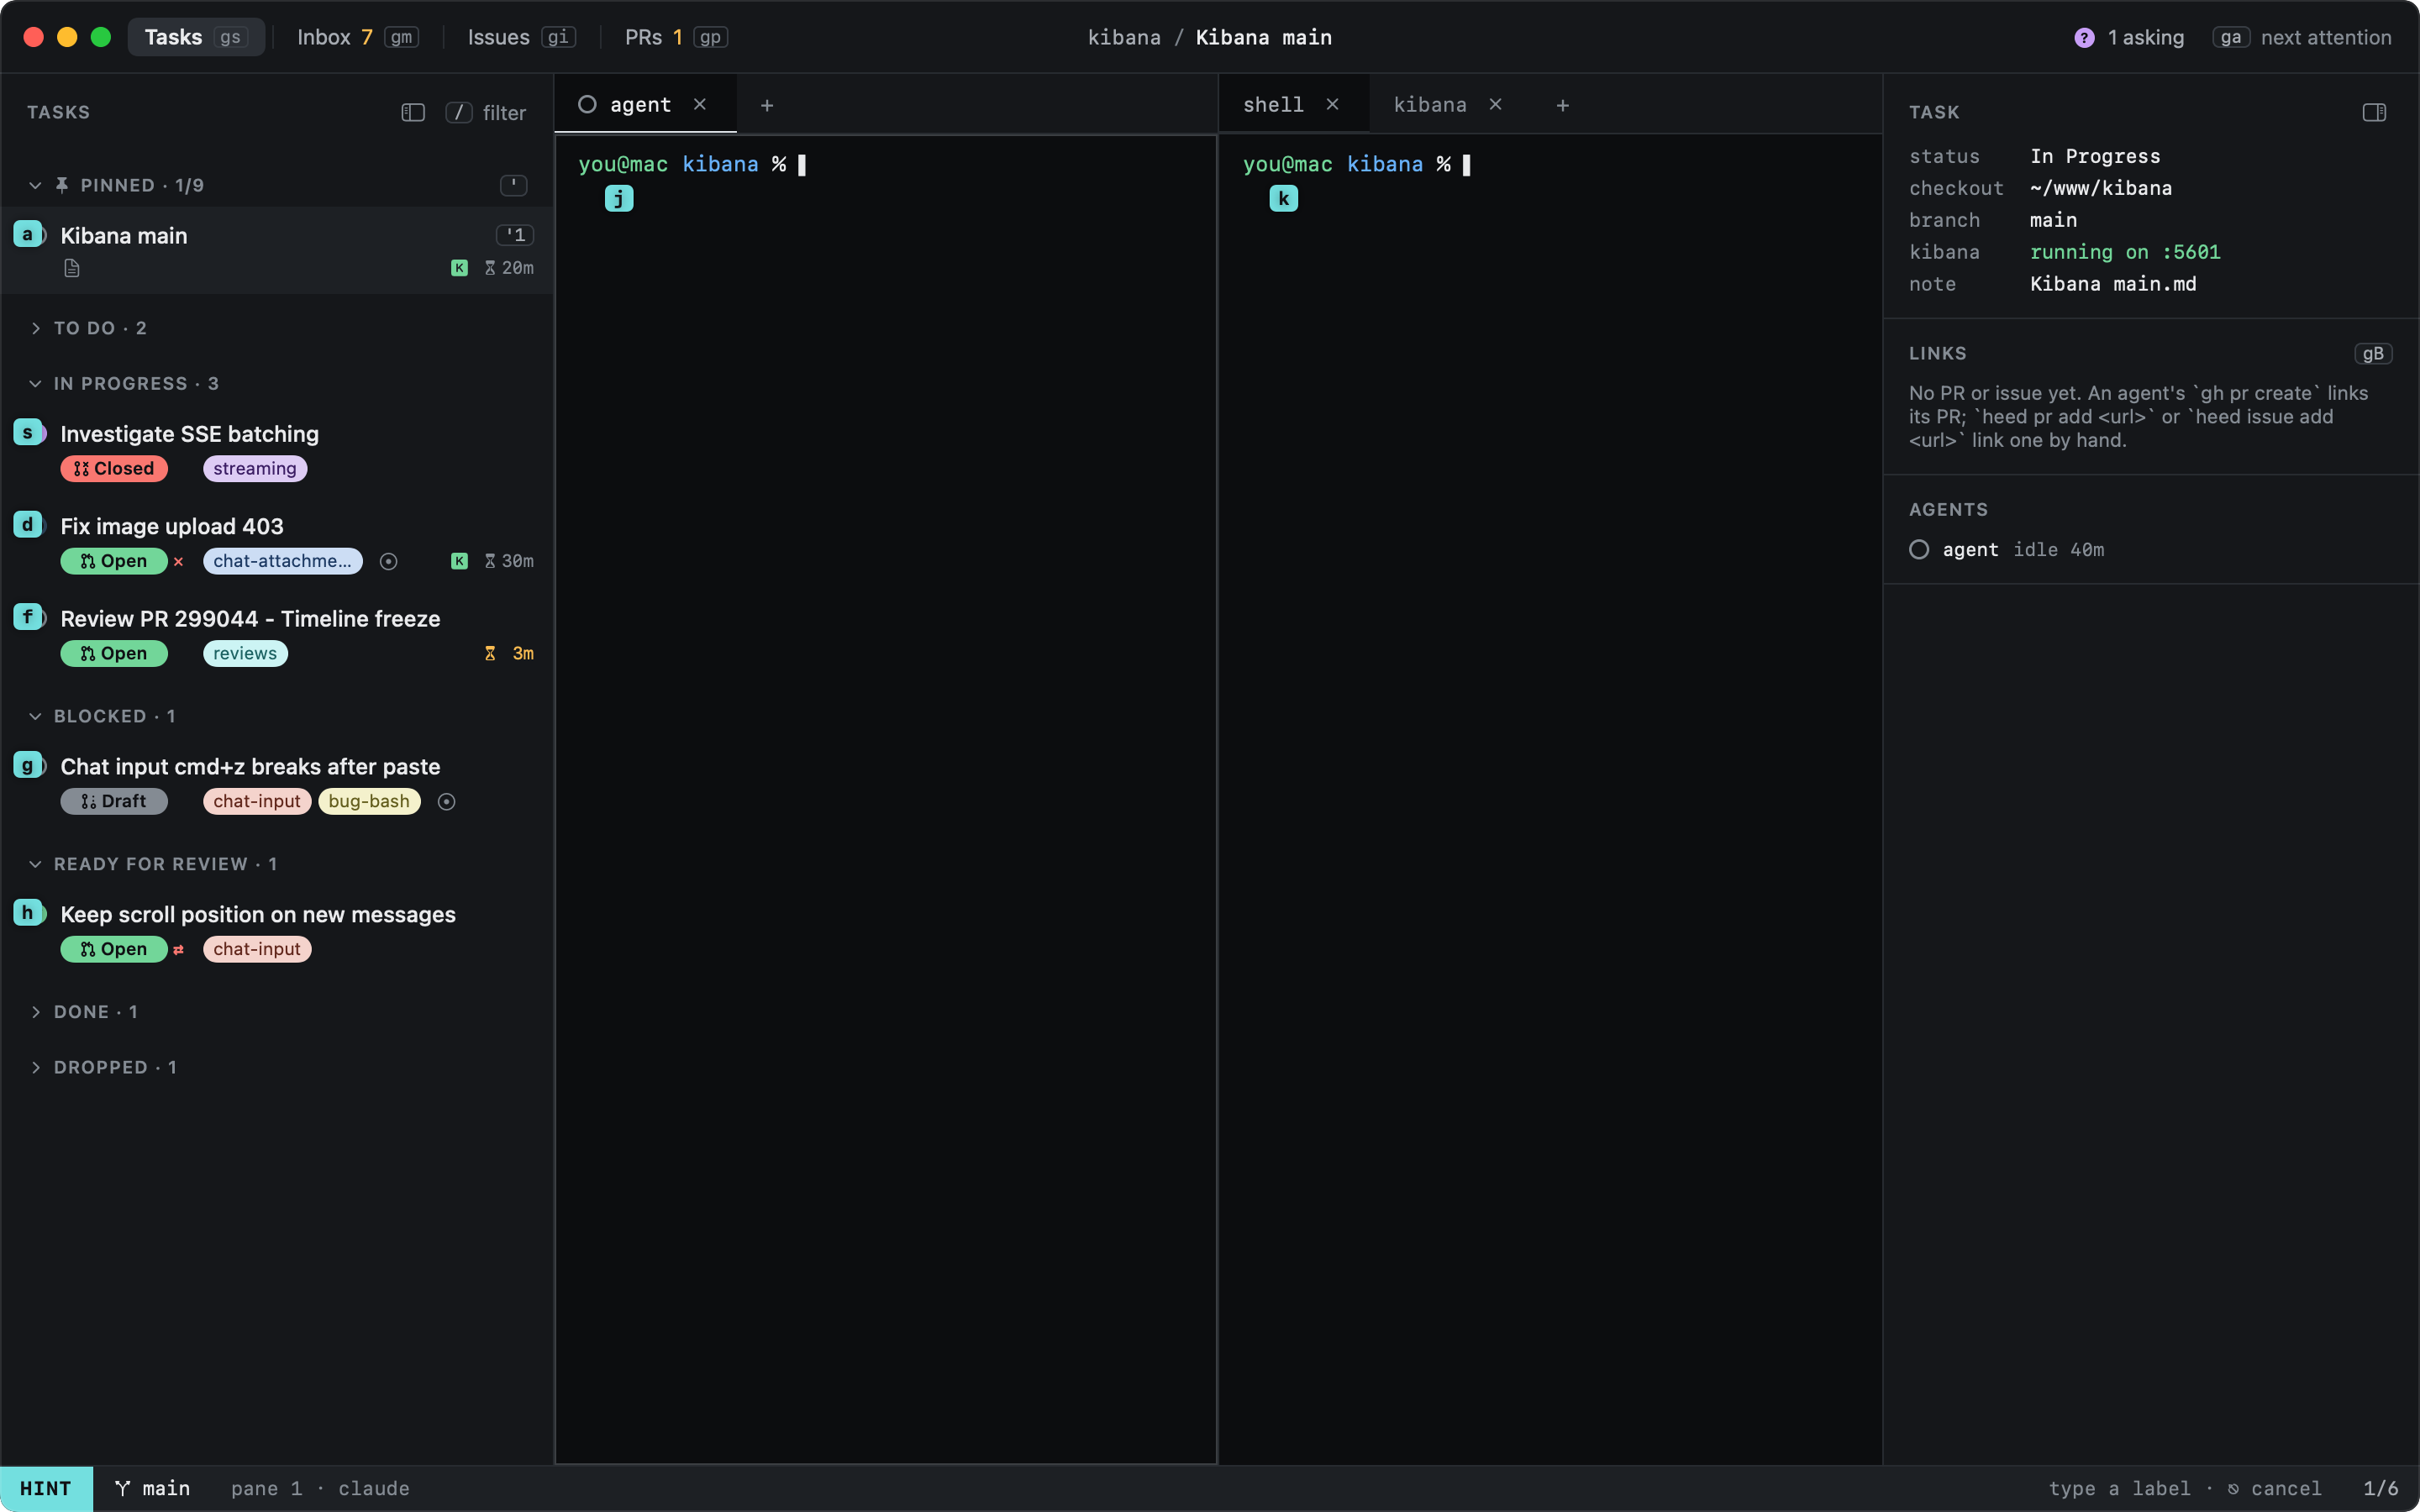 Tasks gs Inbox 7 gm Issues gi PRs 1 gp
kibana / Kibana main
? 1 asking ga next attention
TASKS / filter
PINNED · 1/9 '
a Kibana main '1
K 20m
TO DO · 2
IN PROGRESS · 3
s Investigate SSE batching
Closed streaming
d Fix image upload 403
Open × chat-attachme... K 30m
f Review PR 299044 - Timeline freeze
Open reviews 3m
BLOCKED · 1
g Chat input cmd+z breaks after paste
Draft chat-input bug-bash
READY FOR REVIEW · 1
h Keep scroll position on new messages
Open chat-input
DONE · 1
DROPPED · 1
agent × +
you@mac kibana %
j
shell × kibana × +
you@mac kibana %
k
TASK
status In Progress
checkout ~/www/kibana
branch main
kibana running on :5601
note Kibana main.md
LINKS gB
No PR or issue yet. An agent's `gh pr create` links
its PR; `heed pr add <url>` or `heed issue add
<url>` link one by hand.
AGENTS
agent idle 40m
HINT main pane 1 · claude
type a label · cancel 1/6